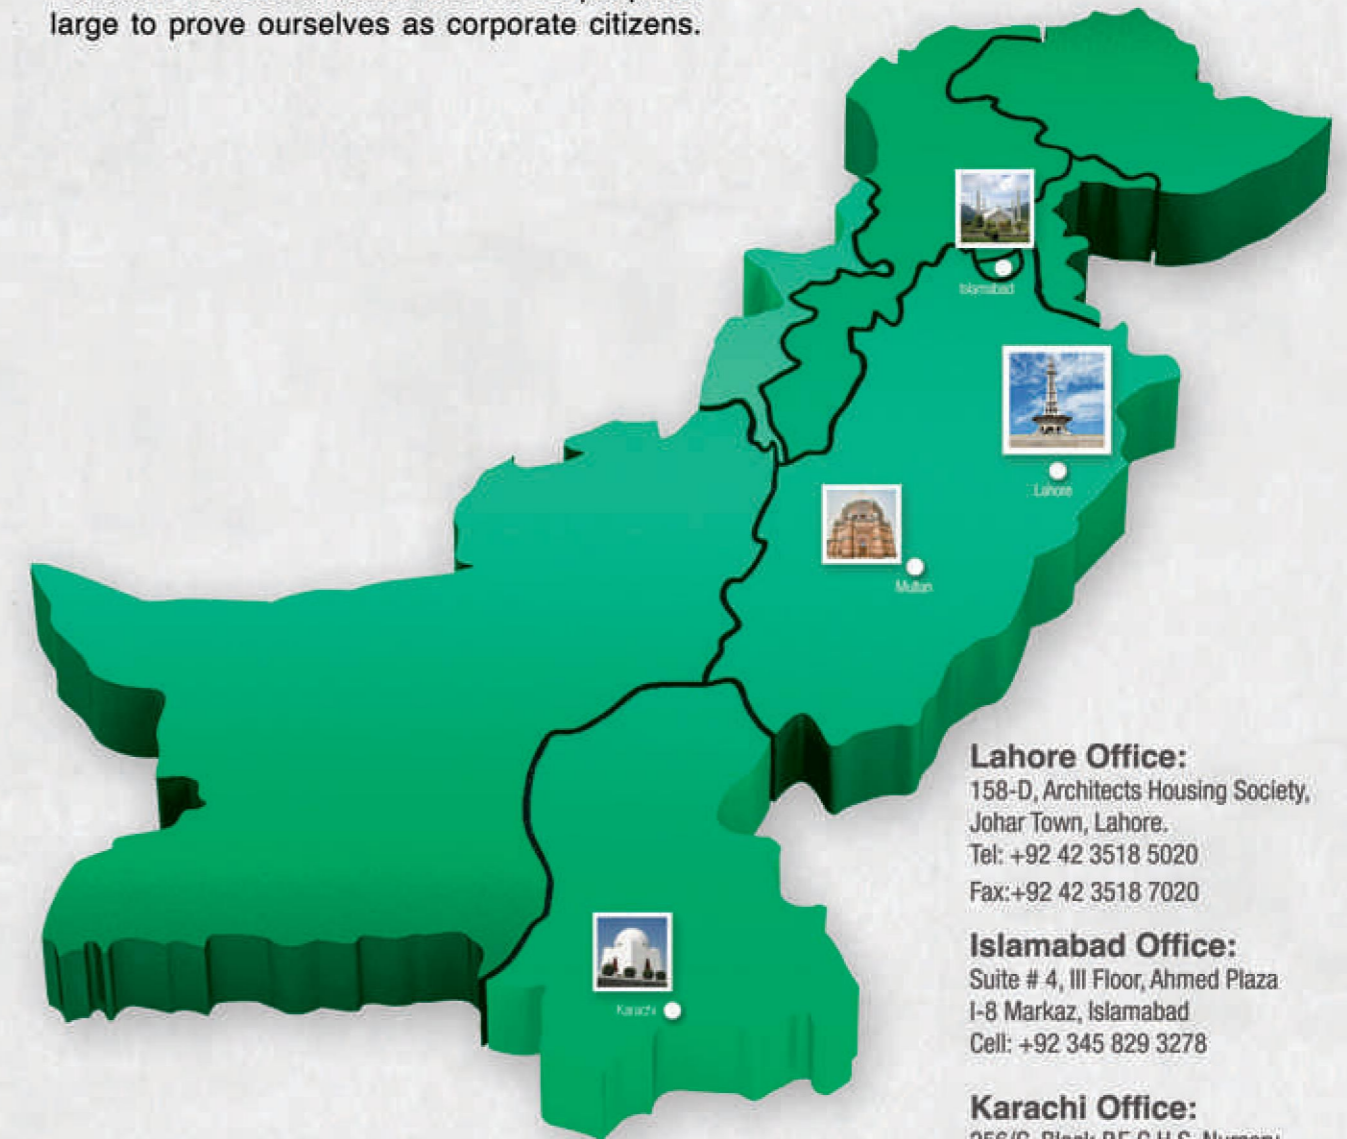 large to prove ourselves as corporate citizens.
Islamabad
Lahore
Multan
Karachi
Lahore Office:
158-D, Architects Housing Society,
Johar Town, Lahore.
Tel: +92 42 3518 5020
Fax:+92 42 3518 7020
Islamabad Office:
Suite # 4, III Floor, Ahmed Plaza
I-8 Markaz, Islamabad
Cell: +92 345 829 3278
Karachi Office: